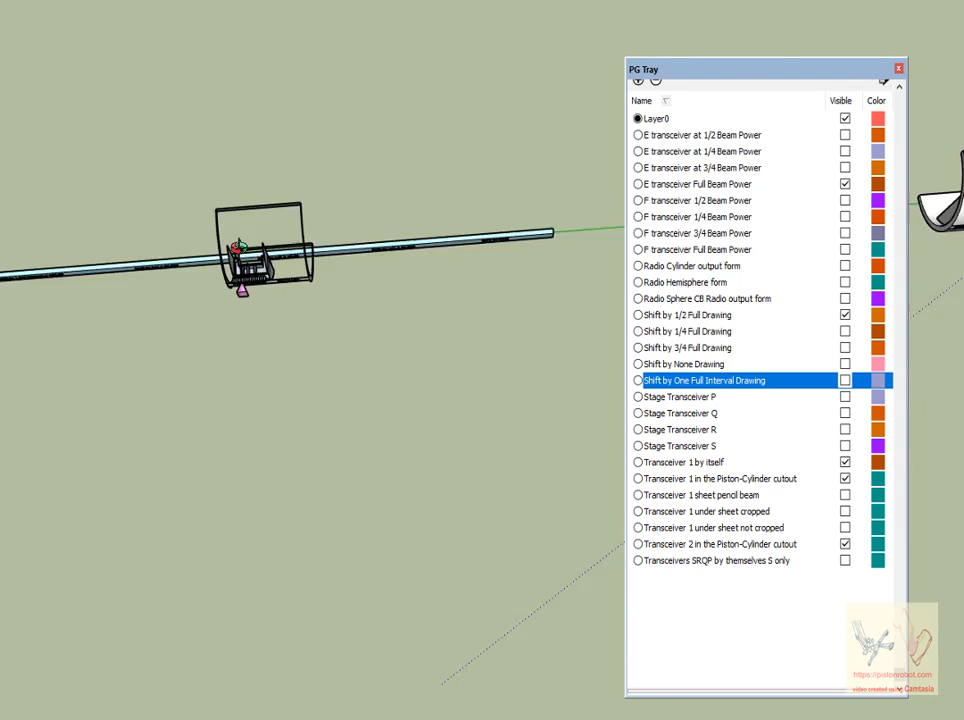 PG Tray
Name Visible Color
Layer0
E transceiver at 1/2 Beam Power
E transceiver at 1/4 Beam Power
E transceiver at 3/4 Beam Power
E transceiver Full Beam Power
F transceiver 1/2 Beam Power
F transceiver 1/4 Beam Power
F transceiver 3/4 Beam Power
F transceiver Full Beam Power
Radio Cylinder output form
Radio Hemisphere form
Radio Sphere CB Radio output form
Shift by 1/2 Full Drawing
Shift by 1/4 Full Drawing
Shift by 3/4 Full Drawing
Shift by None Drawing
Shift by One Full Interval Drawing
Stage Transceiver P
Stage Transceiver Q
Stage Transceiver R
Stage Transceiver S
Transceiver 1 by itself
Transceiver 1 in the Piston-Cylinder cutout
Transceiver 1 sheet pencil beam
Transceiver 1 under sheet cropped
Transceiver 1 under sheet not cropped
Transceiver 2 in the Piston-Cylinder cutout
Transceivers SRQP by themselves S only
https://pistonrobot.com
video created using Camtasia